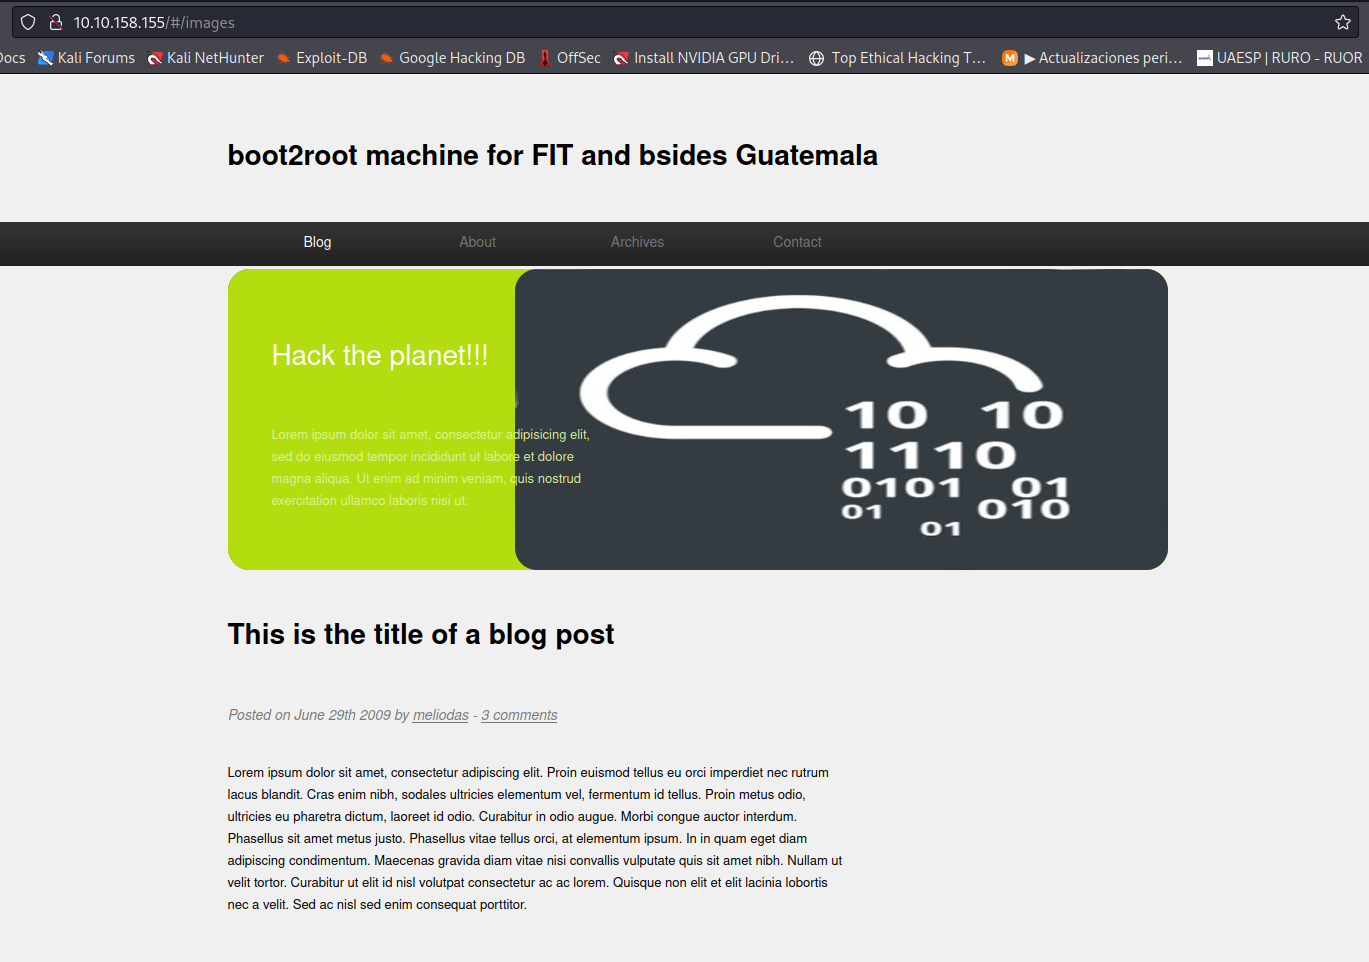 10.10.158.155/#/images
Docs Kali Forums Kali NetHunter Exploit-DB Google Hacking DB OffSec Install NVIDIA GPU Dri… Top Ethical Hacking T… ▶ Actualizaciones peri… UAESP | RURO - RUOR
boot2root machine for FIT and bsides Guatemala
Blog About Archives Contact
Hack the planet!!!
Lorem ipsum dolor sit amet, consectetur adipisicing elit,
sed do eiusmod tempor incididunt ut labore et dolore
magna aliqua. Ut enim ad minim veniam, quis nostrud
exercitation ullamco laboris nisi ut.
10 10
1110
0101 01
01 010
01
This is the title of a blog post
Posted on June 29th 2009 by meliodas - 3 comments
Lorem ipsum dolor sit amet, consectetur adipiscing elit. Proin euismod tellus eu orci imperdiet nec rutrum
lacus blandit. Cras enim nibh, sodales ultricies elementum vel, fermentum id tellus. Proin metus odio,
ultricies eu pharetra dictum, laoreet id odio. Curabitur in odio augue. Morbi congue auctor interdum.
Phasellus sit amet metus justo. Phasellus vitae tellus orci, at elementum ipsum. In in quam eget diam
adipiscing condimentum. Maecenas gravida diam vitae nisi convallis vulputate quis sit amet nibh. Nullam ut
velit tortor. Curabitur ut elit id nisl volutpat consectetur ac ac lorem. Quisque non elit et elit lacinia lobortis
nec a velit. Sed ac nisl sed enim consequat porttitor.